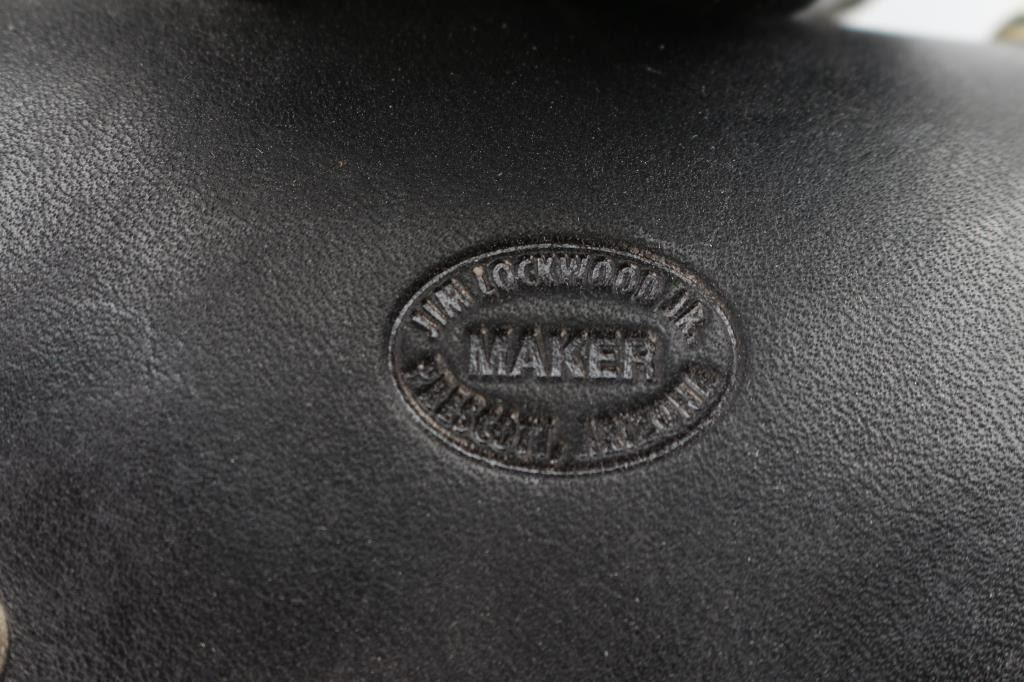 JIM LOCKWOOD JR.
MAKER
PRESCOTT, ARIZONA